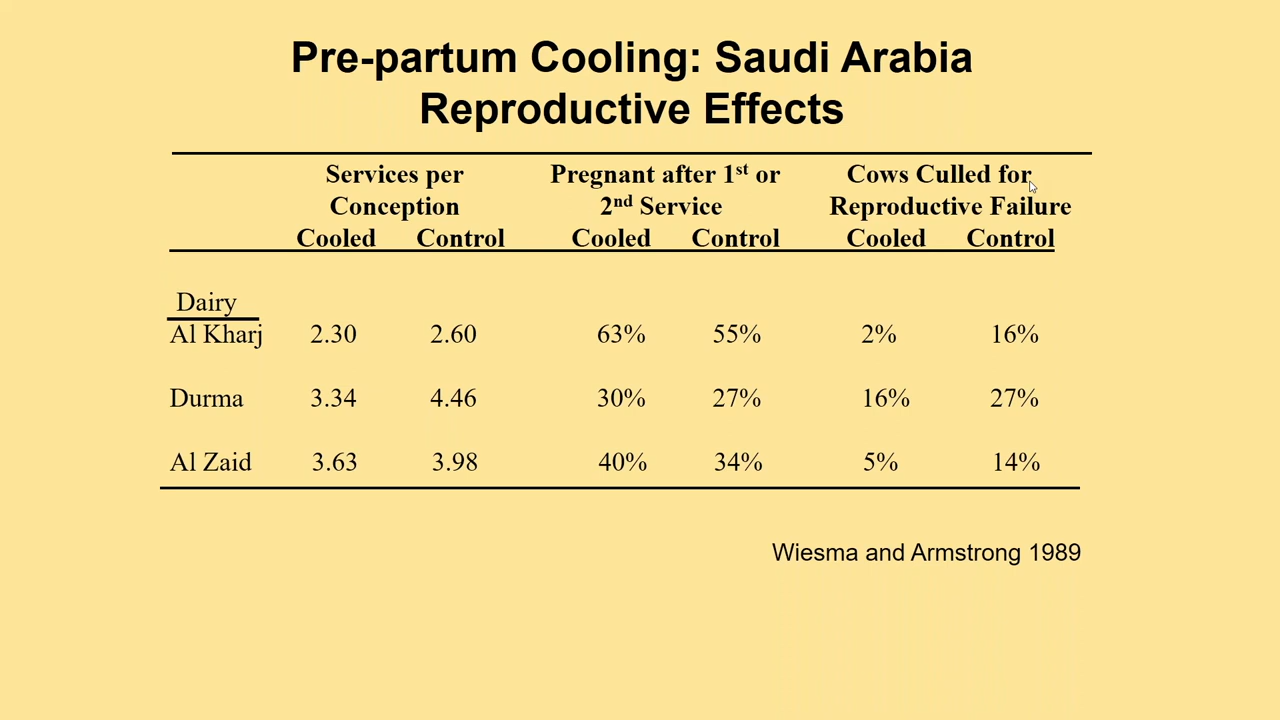 Pre-partum Cooling: Saudi Arabia
Reproductive Effects
Services per Pregnant after 1st or Cows Culled for
Conception 2nd Service Reproductive Failure
Cooled Control Cooled Control Cooled Control
Dairy
Al Kharj 2.30 2.60 63% 55% 2% 16%
Durma 3.34 4.46 30% 27% 16% 27%
Al Zaid 3.63 3.98 40% 34% 5% 14%
Wiesma and Armstrong 1989